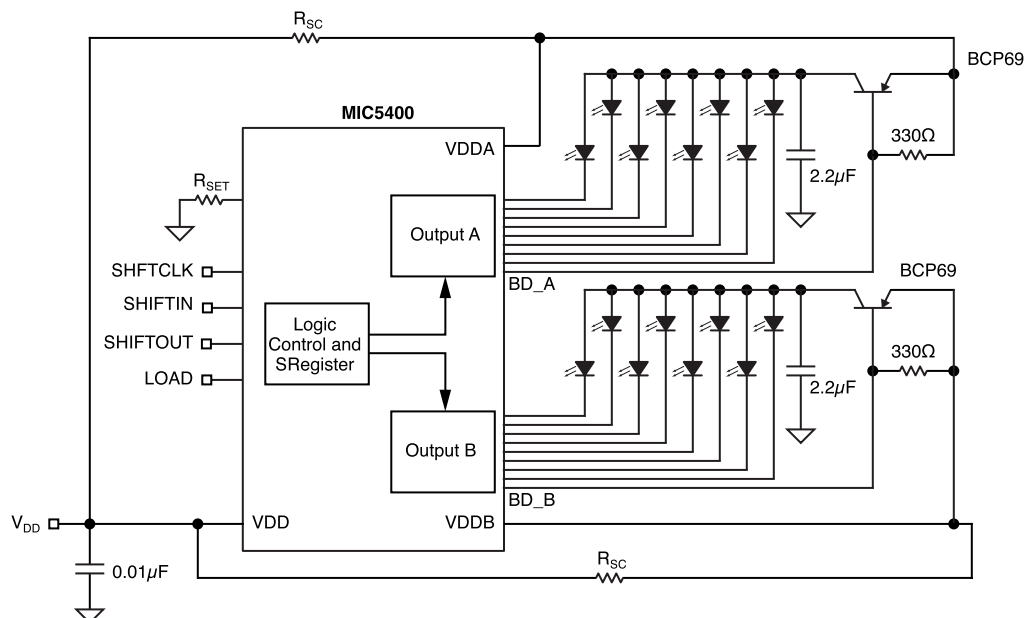 RSC
BCP69
MIC5400
VDDA
330Ω
2.2µF
RSET
Output A
SHFTCLK
BD_A
BCP69
SHIFTIN
Logic
Control and
SRegister
SHIFTOUT
330Ω
LOAD
2.2µF
Output B
BD_B
VDD
VDD
VDDB
RSC
0.01µF